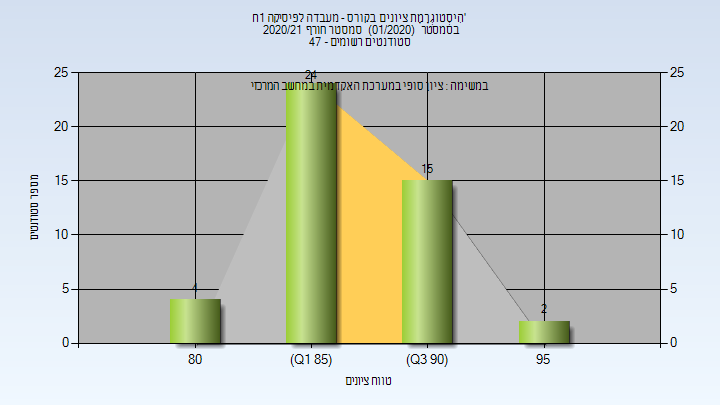 'הִיסְטוֹגְרָמַת ציונים בקורס - מעבדה לפיסיקה 1ח
בסמסטר (01/2020) סמסטר חורף 2020/21
סטודנטים רשומים - 47
במשימה : ציון סופי במערכת האקדמית במחשב המרכזי
25
20
15
10
5
0
25
20
15
10
5
0
מספר סטודנטים
4
24
15
2
80
(Q1 85)
(Q3 90)
95
טווח ציונים